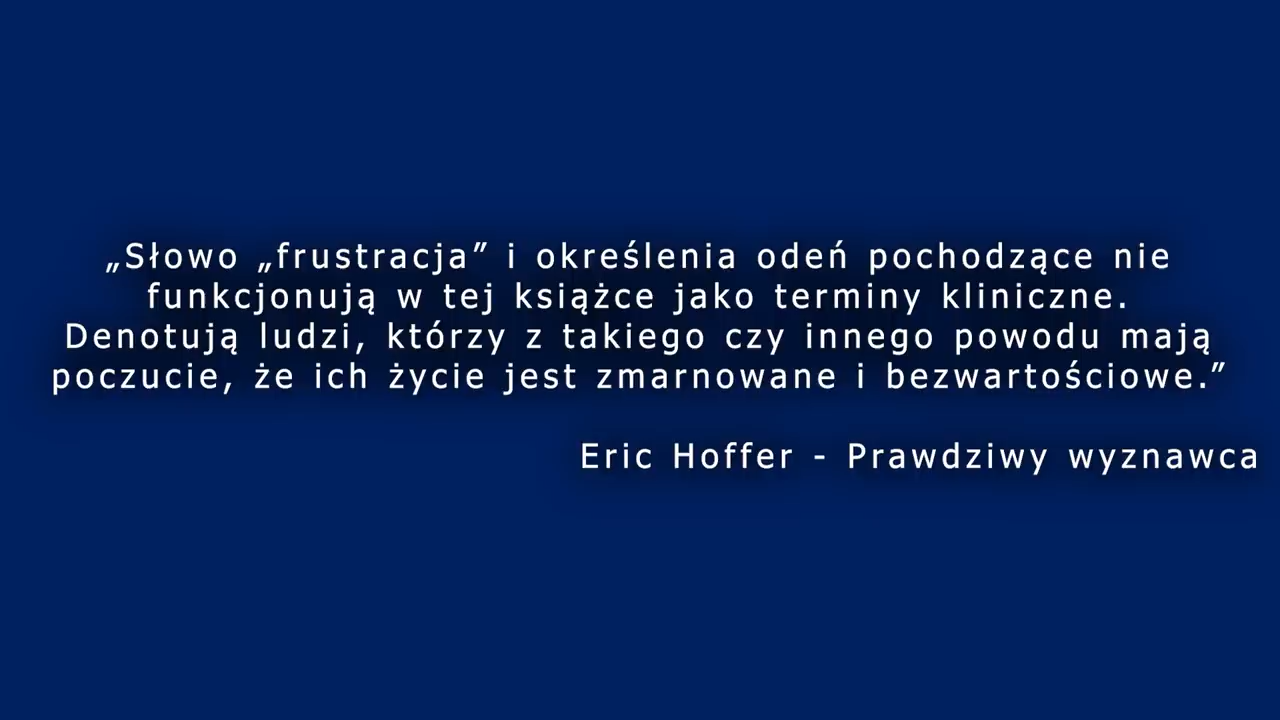 „Słowo „frustracja” i określenia odeń pochodzące nie
funkcjonują w tej książce jako terminy kliniczne.
Denotują ludzi, którzy z takiego czy innego powodu mają
poczucie, że ich życie jest zmarnowane i bezwartościowe.”
Eric Hoffer - Prawdziwy wyznawca